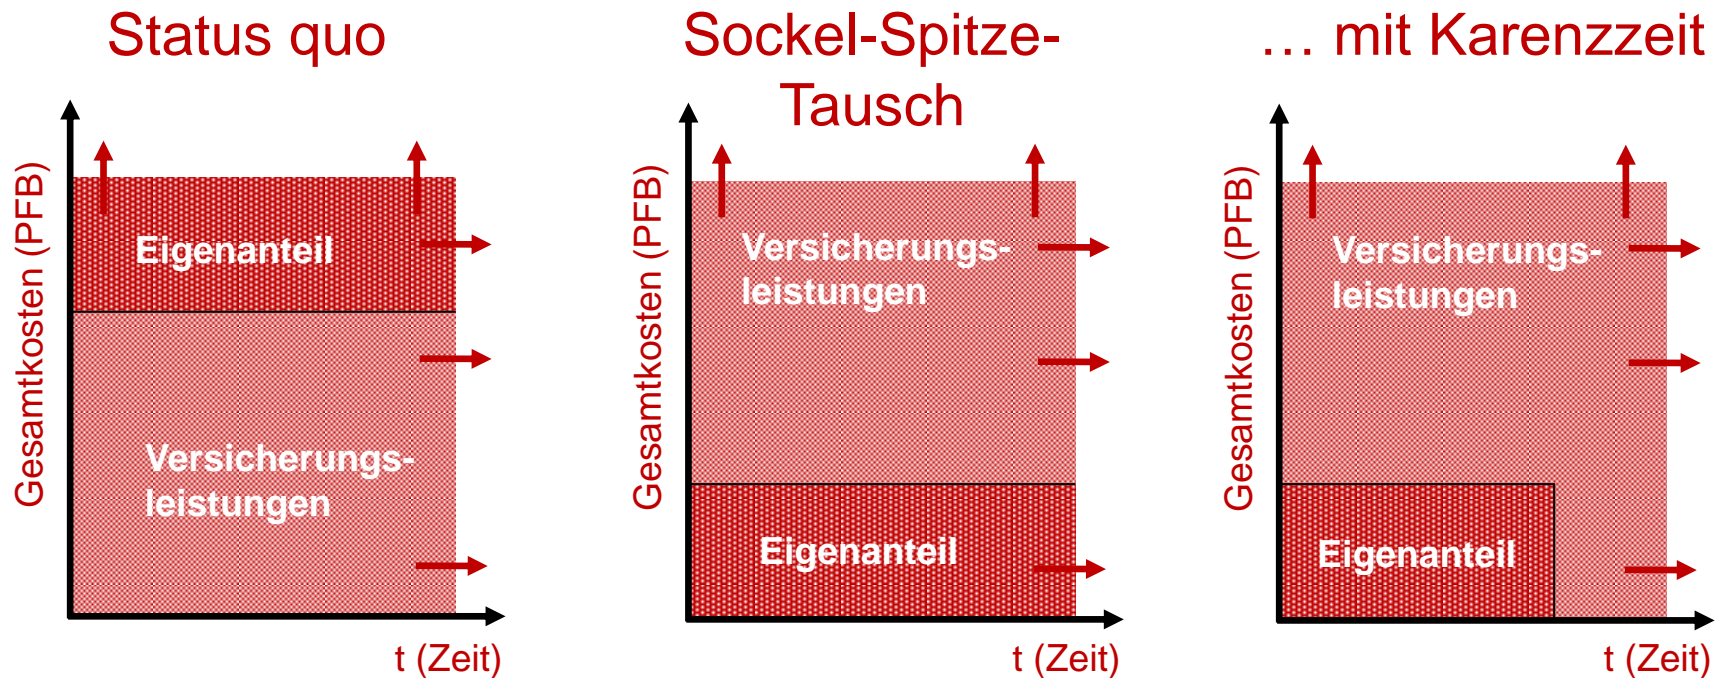 Status quo
Gesamtkosten (PFB)
Eigenanteil
Versicherungs-
leistungen
t (Zeit)
Sockel-Spitze-
Tausch
Gesamtkosten (PFB)
Versicherungs-
leistungen
Eigenanteil
t (Zeit)
… mit Karenzzeit
Gesamtkosten (PFB)
Versicherungs-
leistungen
Eigenanteil
t (Zeit)